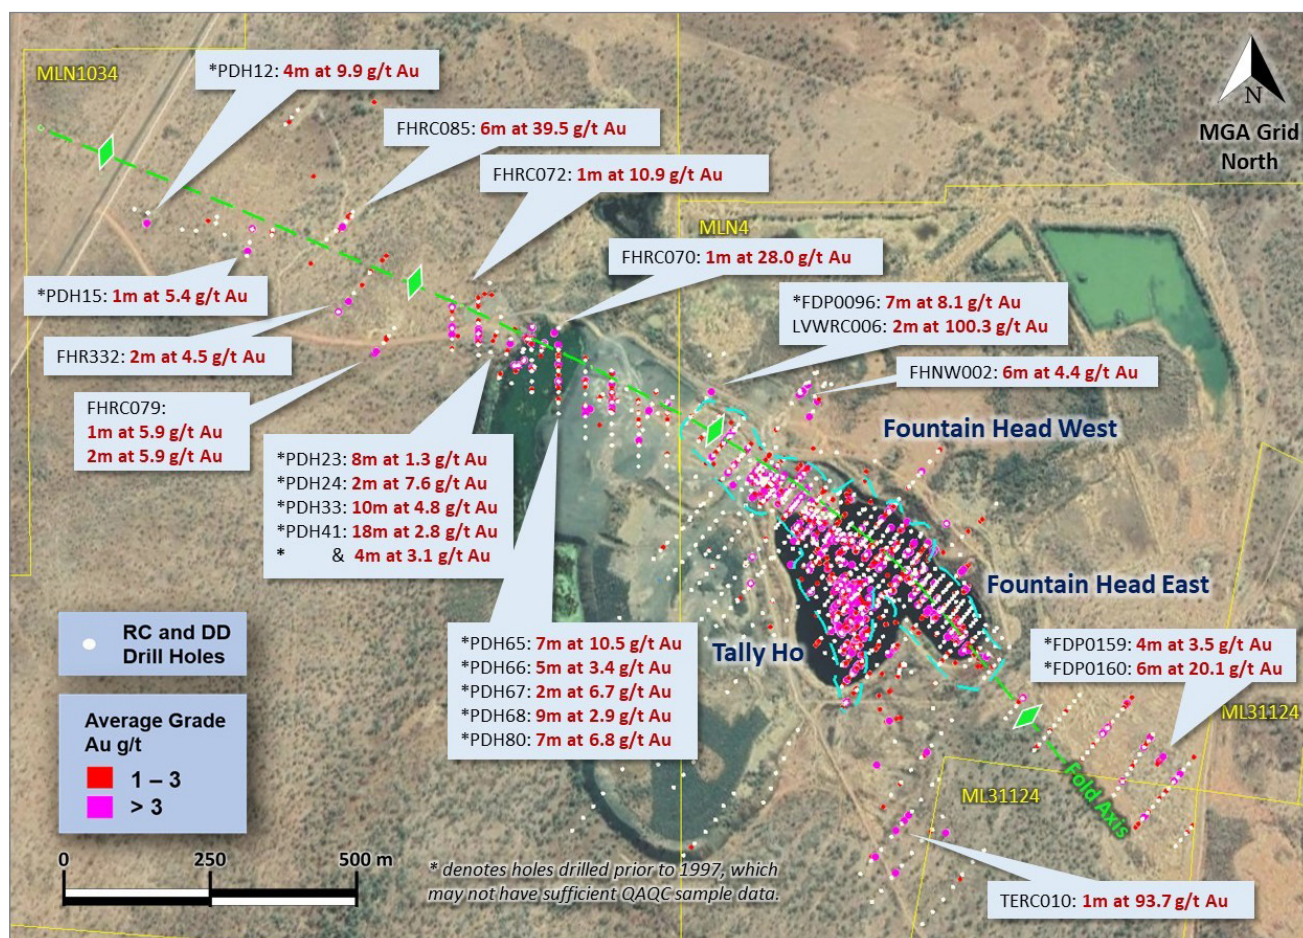 MLN1034
*PDH12: 4m at 9.9 g/t Au
FHRC085: 6m at 39.5 g/t Au
FHRC072: 1m at 10.9 g/t Au
N
MGA Grid
North
MLN4
FHRC070: 1m at 28.0 g/t Au
*PDH15: 1m at 5.4 g/t Au
*FDP0096: 7m at 8.1 g/t Au
LVWRC006: 2m at 100.3 g/t Au
FHR332: 2m at 4.5 g/t Au
FHNW002: 6m at 4.4 g/t Au
FHRC079:
1m at 5.9 g/t Au
2m at 5.9 g/t Au
Fountain Head West
*PDH23: 8m at 1.3 g/t Au
*PDH24: 2m at 7.6 g/t Au
*PDH33: 10m at 4.8 g/t Au
*PDH41: 18m at 2.8 g/t Au
* & 4m at 3.1 g/t Au
Fountain Head East
RC and DD
Drill Holes
Tally Ho
*PDH65: 7m at 10.5 g/t Au
*PDH66: 5m at 3.4 g/t Au
*PDH67: 2m at 6.7 g/t Au
*PDH68: 9m at 2.9 g/t Au
*PDH80: 7m at 6.8 g/t Au
*FDP0159: 4m at 3.5 g/t Au
*FDP0160: 6m at 20.1 g/t Au
ML31124
Average Grade
Au g/t
1 – 3
> 3
Fold Axis
ML31124
0 250 500 m
* denotes holes drilled prior to 1997, which
may not have sufficient QAQC sample data.
TERC010: 1m at 93.7 g/t Au